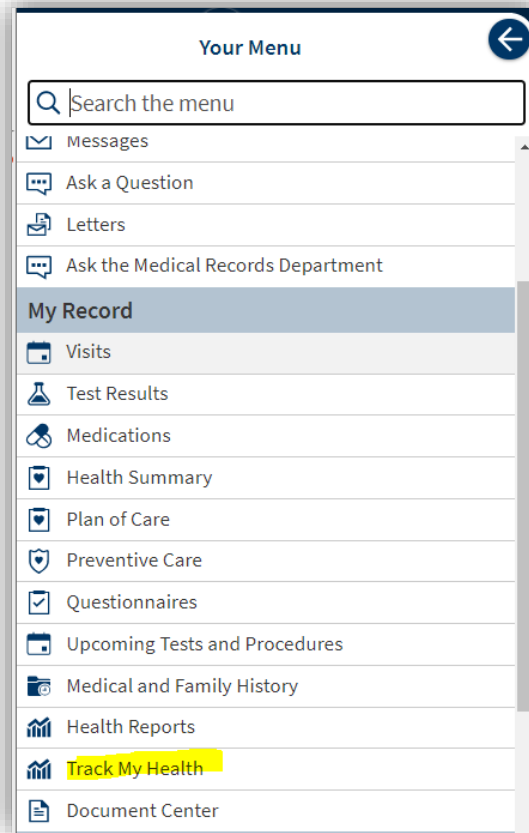 Your Menu
Search the menu
Messages
Ask a Question
Letters
Ask the Medical Records Department
My Record
Visits
Test Results
Medications
Health Summary
Plan of Care
Preventive Care
Questionnaires
Upcoming Tests and Procedures
Medical and Family History
Health Reports
Track My Health
Document Center